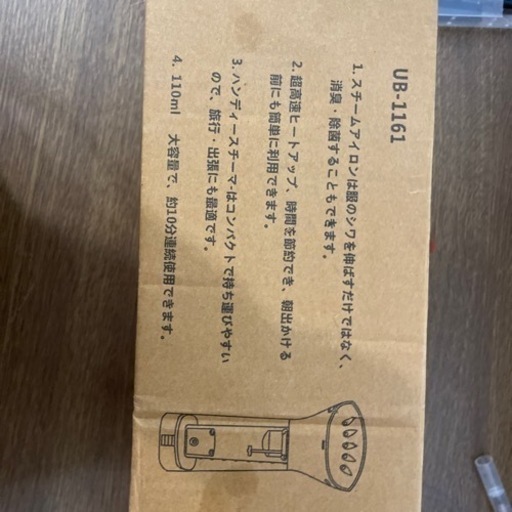 UB-1161
1. スチームアイロンは服のシワを伸ばすだけではなく、
消臭・除菌することもできます。
2. 超高速ヒートアップ、時間を節約でき、朝出かける
前にも簡単に利用できます。
3. ハンディースチーマ-はコンパクトで持ち運びやすい
ので、旅行・出張にも最適です。
4. 110ml 大容量で、約10分連続使用できます。